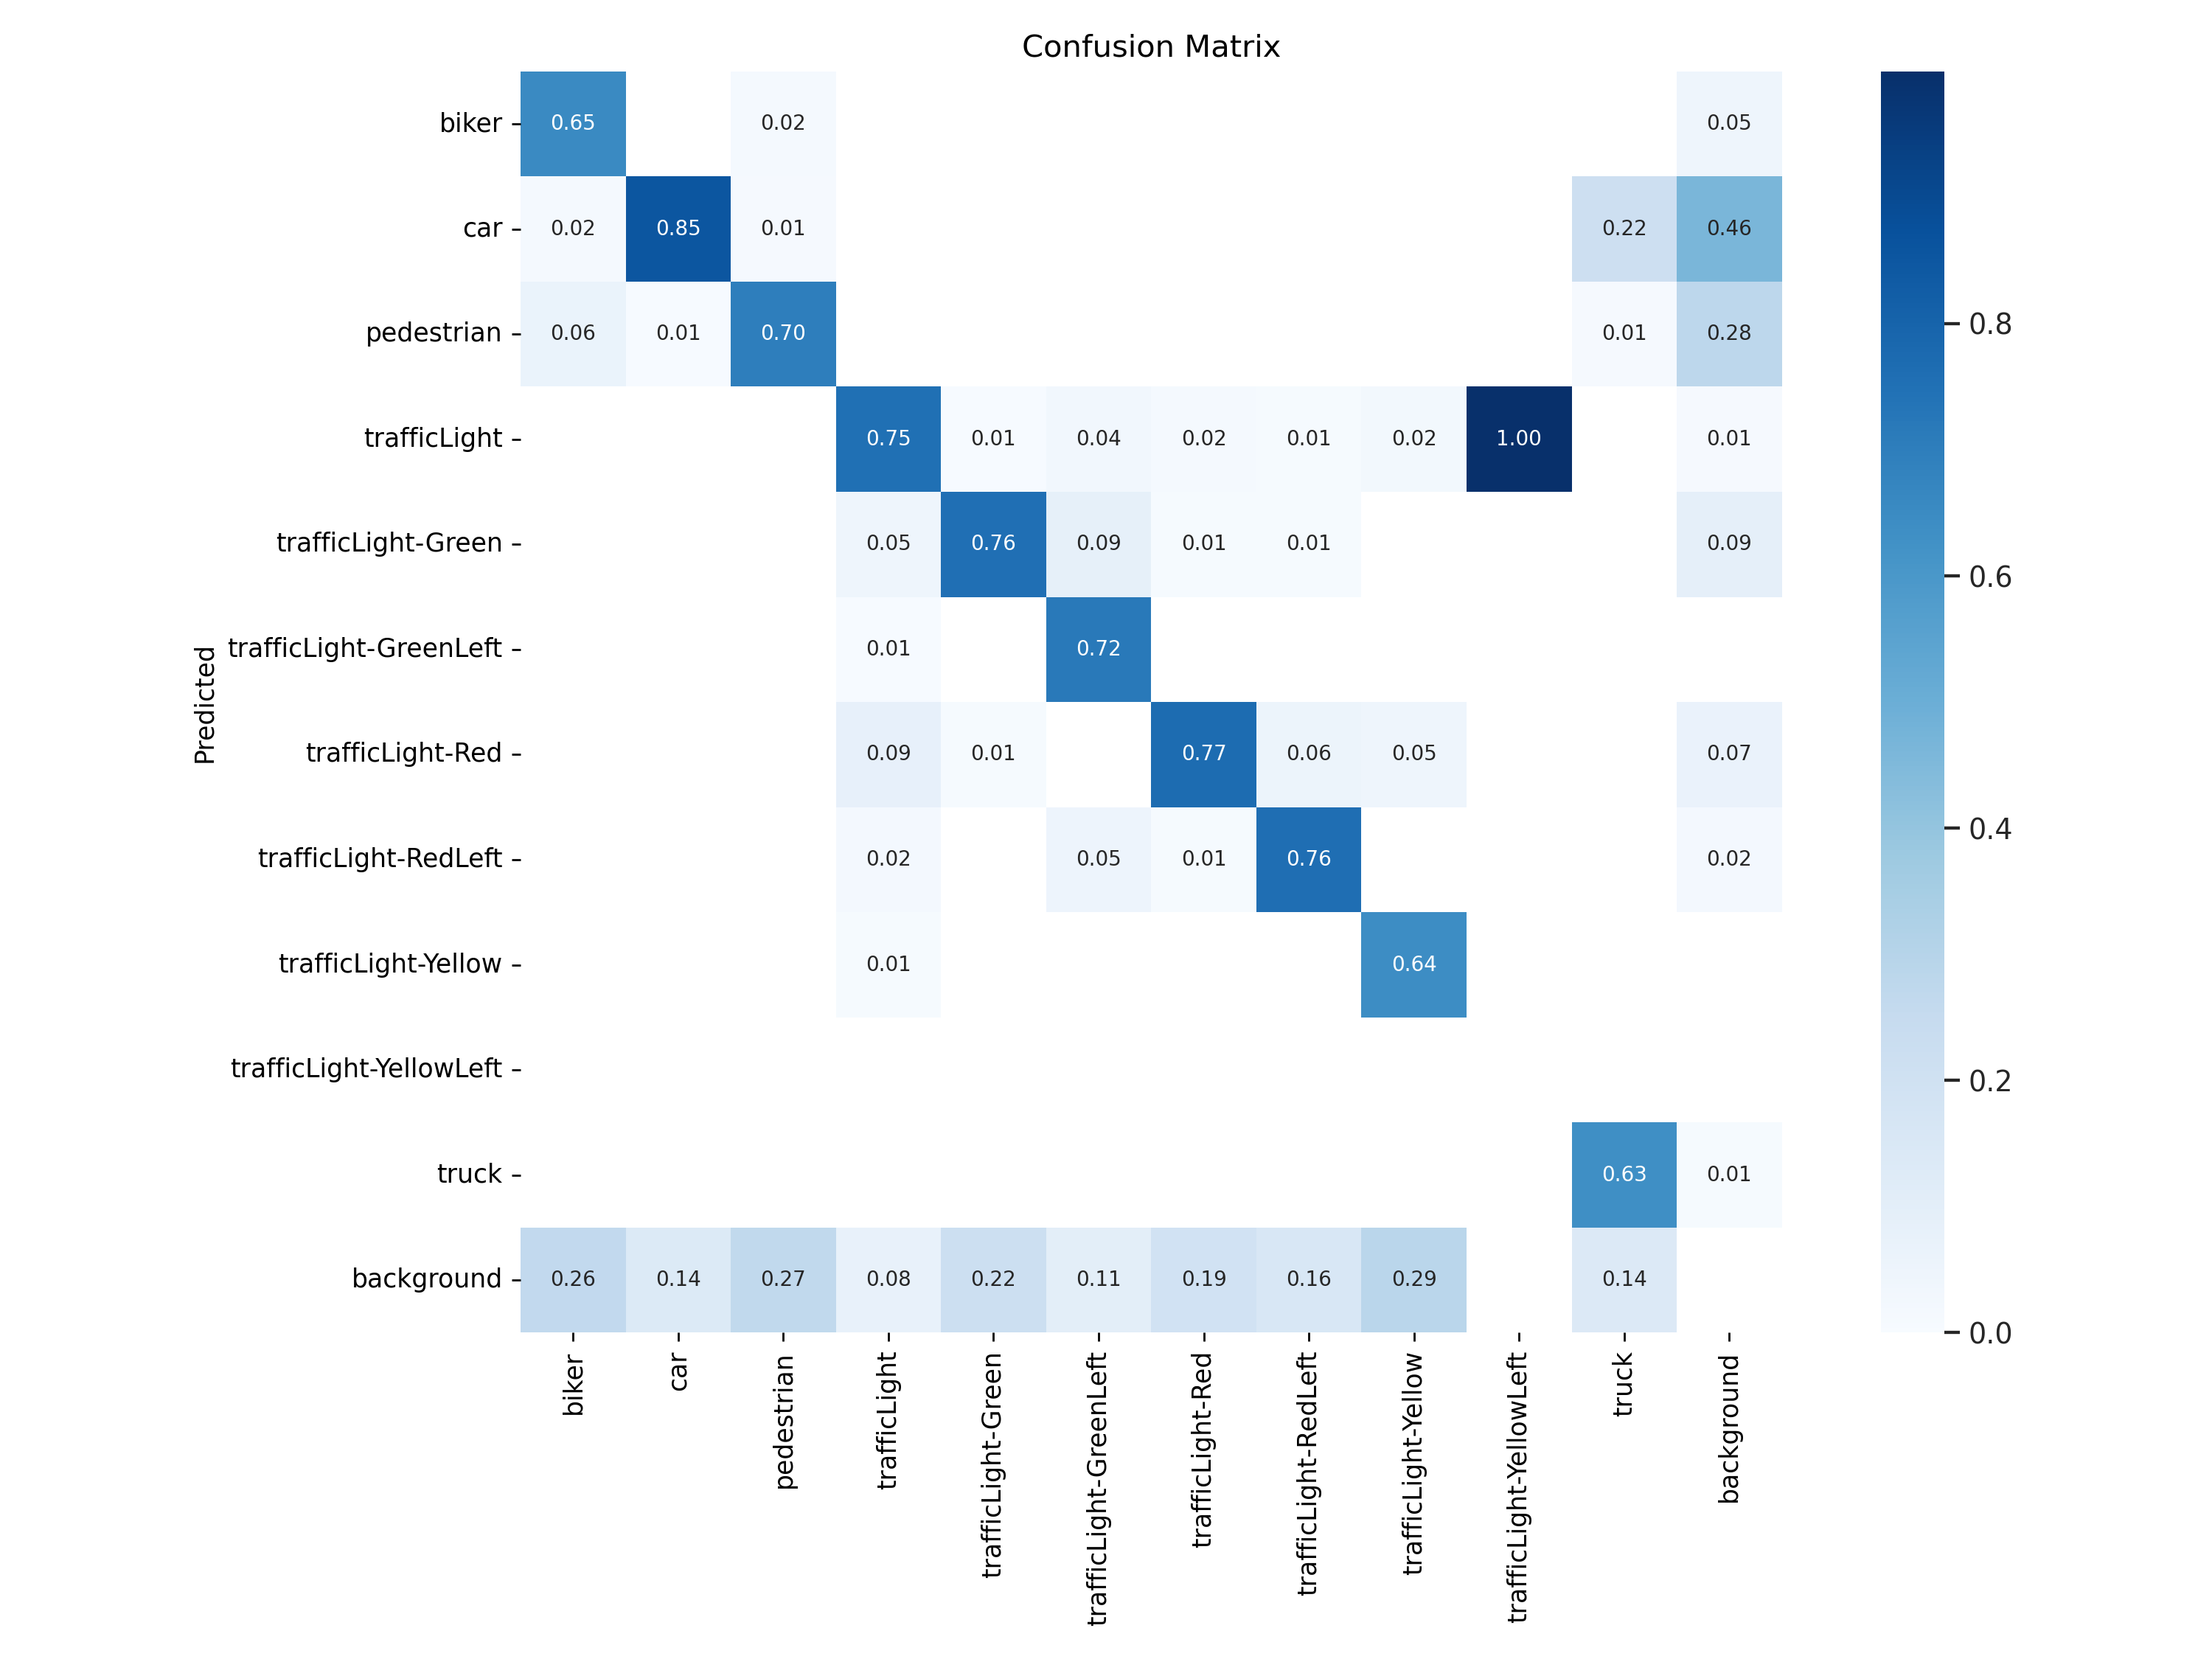 Confusion Matrix
biker 0.65 0.02 0.05
car 0.02 0.85 0.01 0.22 0.46
pedestrian 0.06 0.01 0.70 0.01 0.28
trafficLight 0.75 0.01 0.04 0.02 0.01 0.02 1.00 0.01
trafficLight-Green 0.05 0.76 0.09 0.01 0.01 0.09
trafficLight-GreenLeft 0.01 0.72
trafficLight-Red 0.09 0.01 0.77 0.06 0.05 0.07
trafficLight-RedLeft 0.02 0.05 0.01 0.76 0.02
trafficLight-Yellow 0.01 0.64
trafficLight-YellowLeft
truck 0.63 0.01
background 0.26 0.14 0.27 0.08 0.22 0.11 0.19 0.16 0.29 0.14
Predicted
biker
car
pedestrian
trafficLight
trafficLight-Green
trafficLight-GreenLeft
trafficLight-Red
trafficLight-RedLeft
trafficLight-Yellow
trafficLight-YellowLeft
truck
background
0.8
0.6
0.4
0.2
0.0